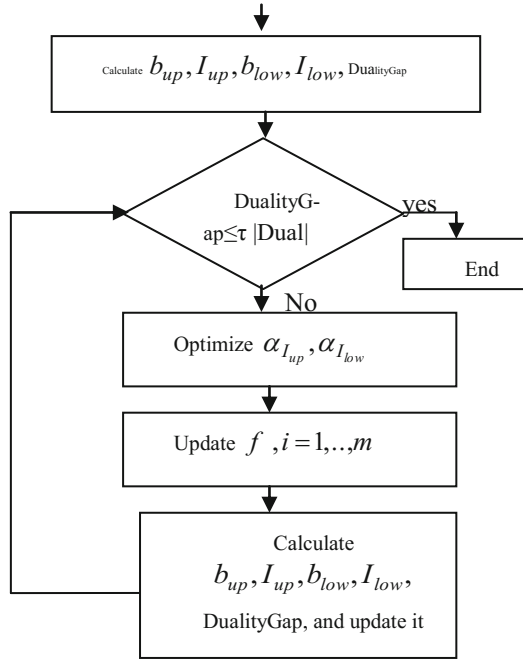 Calculate b_up, I_up, b_low, I_low, DualityGap
DualityG-
ap≤τ |Dual|
yes
End
No
Optimize α_I_up, α_I_low
Update f , i = 1,..,m
Calculate
b_up, I_up, b_low, I_low,
DualityGap, and update it